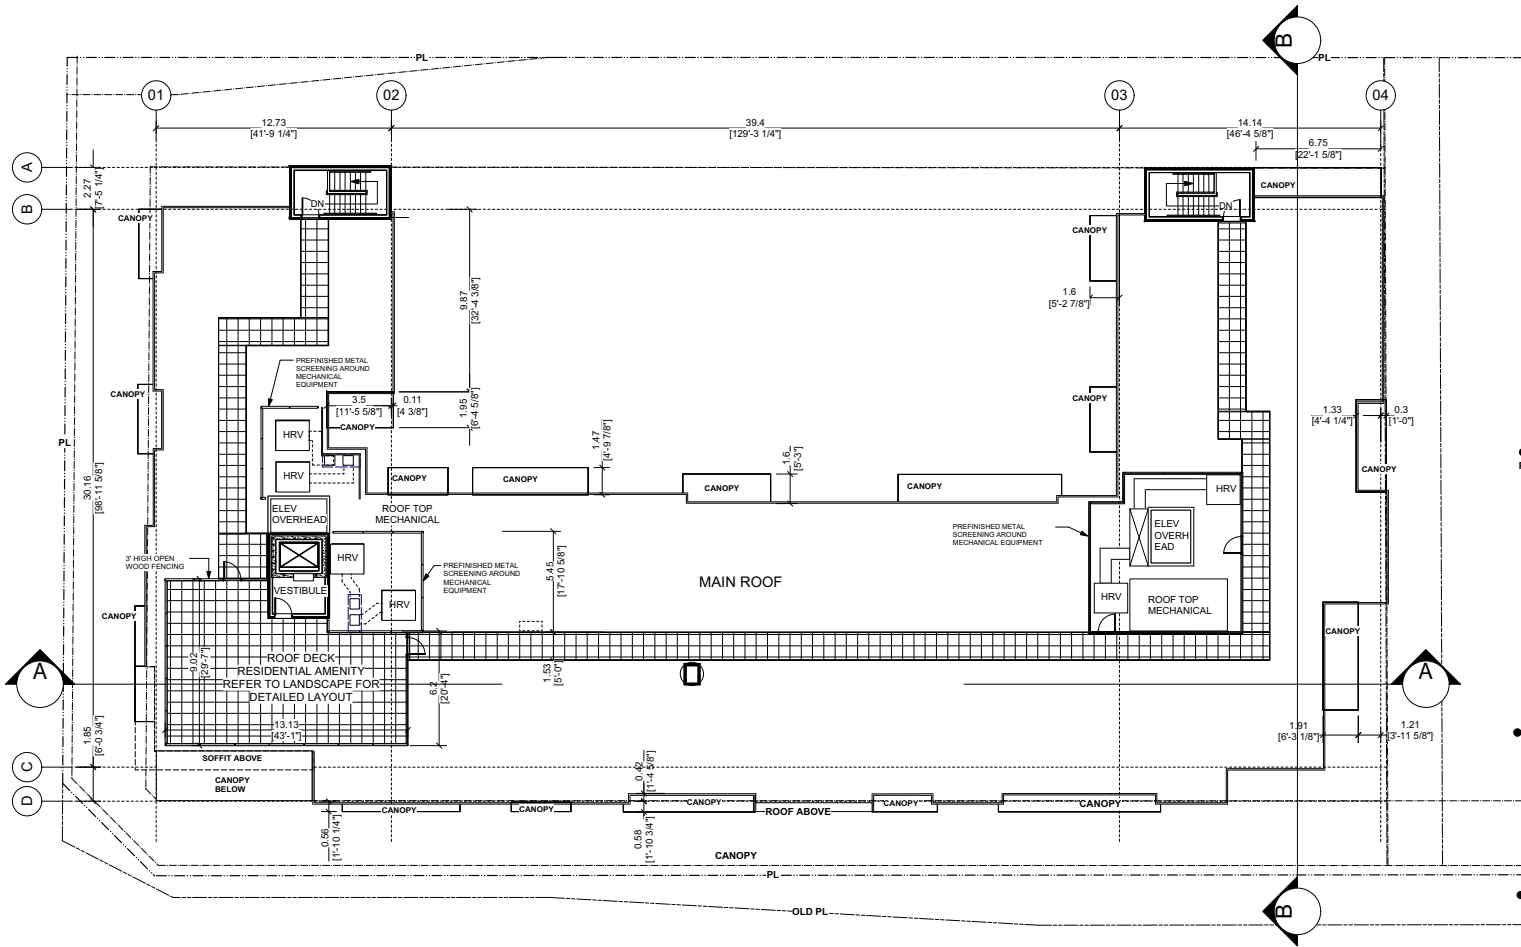 PL
PL
B
01
02
03
04
12.73
[41'-9 1/4"]
39.4
[129'-3 1/4"]
14.14
[46'-4 5/8"]
6.75
[22'-1 5/8"]
A
2.27
[7'-5 1/4"]
B
CANOPY
DN
DN
CANOPY
CANOPY
9.87
[32'-4 3/8"]
1.6
[5'-2 7/8"]
PREFINISHED METAL
SCREENING AROUND
MECHANICAL
EQUIPMENT
CANOPY
CANOPY
3.5
[11'-5 5/8"]
0.11
[4 3/8"]
1.95
[6'-4 5/8"]
CANOPY
1.33
[4'-4 1/4"]
0.3
[1'-0"]
PL
HRV
HRV
1.47
[4'-9 7/8"]
1.6
[5'-3"]
CANOPY
CANOPY
CANOPY
CANOPY
CANOPY
HRV
30.16
[98'-11 5/8"]
ELEV
OVERHEAD
ROOF TOP
MECHANICAL
PREFINISHED METAL
SCREENING AROUND
MECHANICAL EQUIPMENT
ELEV
OVERH
EAD
3' HIGH OPEN
WOOD FENCING
HRV
PREFINISHED METAL
SCREENING AROUND
MECHANICAL
EQUIPMENT
5.45
[17'-10 5/8"]
MAIN ROOF
VESTIBULE
HRV
HRV
ROOF TOP
MECHANICAL
CANOPY
CANOPY
ROOF DECK
RESIDENTIAL AMENITY
REFER TO LANDSCAPE FOR
DETAILED LAYOUT
9.02
[29'-7"]
6.2
[20'-4"]
1.53
[5'-0"]
A
A
13.13
[43'-1"]
1.85
[6'-0 3/4"]
1.91
[6'-3 1/8"]
1.21
[3'-11 5/8"]
C
SOFFIT ABOVE
CANOPY
BELOW
0.42
[1'-4 5/8"]
D
CANOPY
CANOPY
CANOPY
ROOF ABOVE
CANOPY
CANOPY
0.56
[1'-10 1/4"]
0.58
[1'-10 3/4"]
CANOPY
PL
OLD PL
B